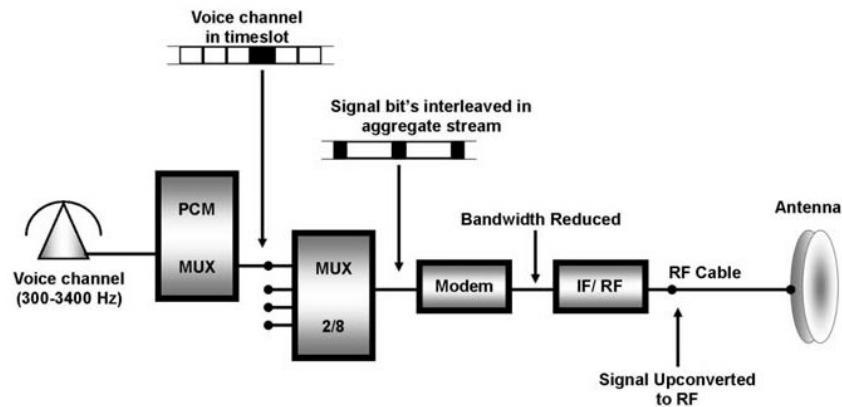 Voice channel
in timeslot
Signal bit's interleaved in
aggregate stream
PCM
MUX
Voice channel
(300-3400 Hz)
MUX
2/8
Modem
Bandwidth Reduced
IF/ RF
RF Cable
Antenna
Signal Upconverted
to RF